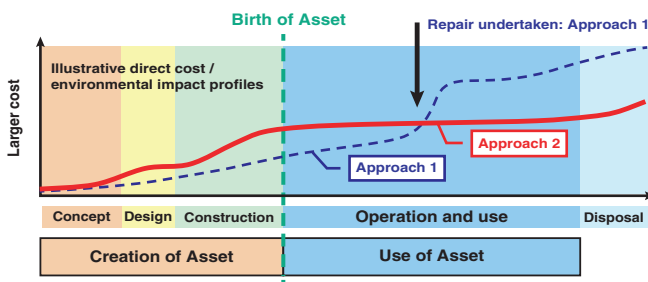 Birth of Asset
Repair undertaken: Approach 1
Illustrative direct cost /
environmental impact profiles
Larger cost
Approach 2
Approach 1
Concept
Design
Construction
Operation and use
Disposal
Creation of Asset
Use of Asset